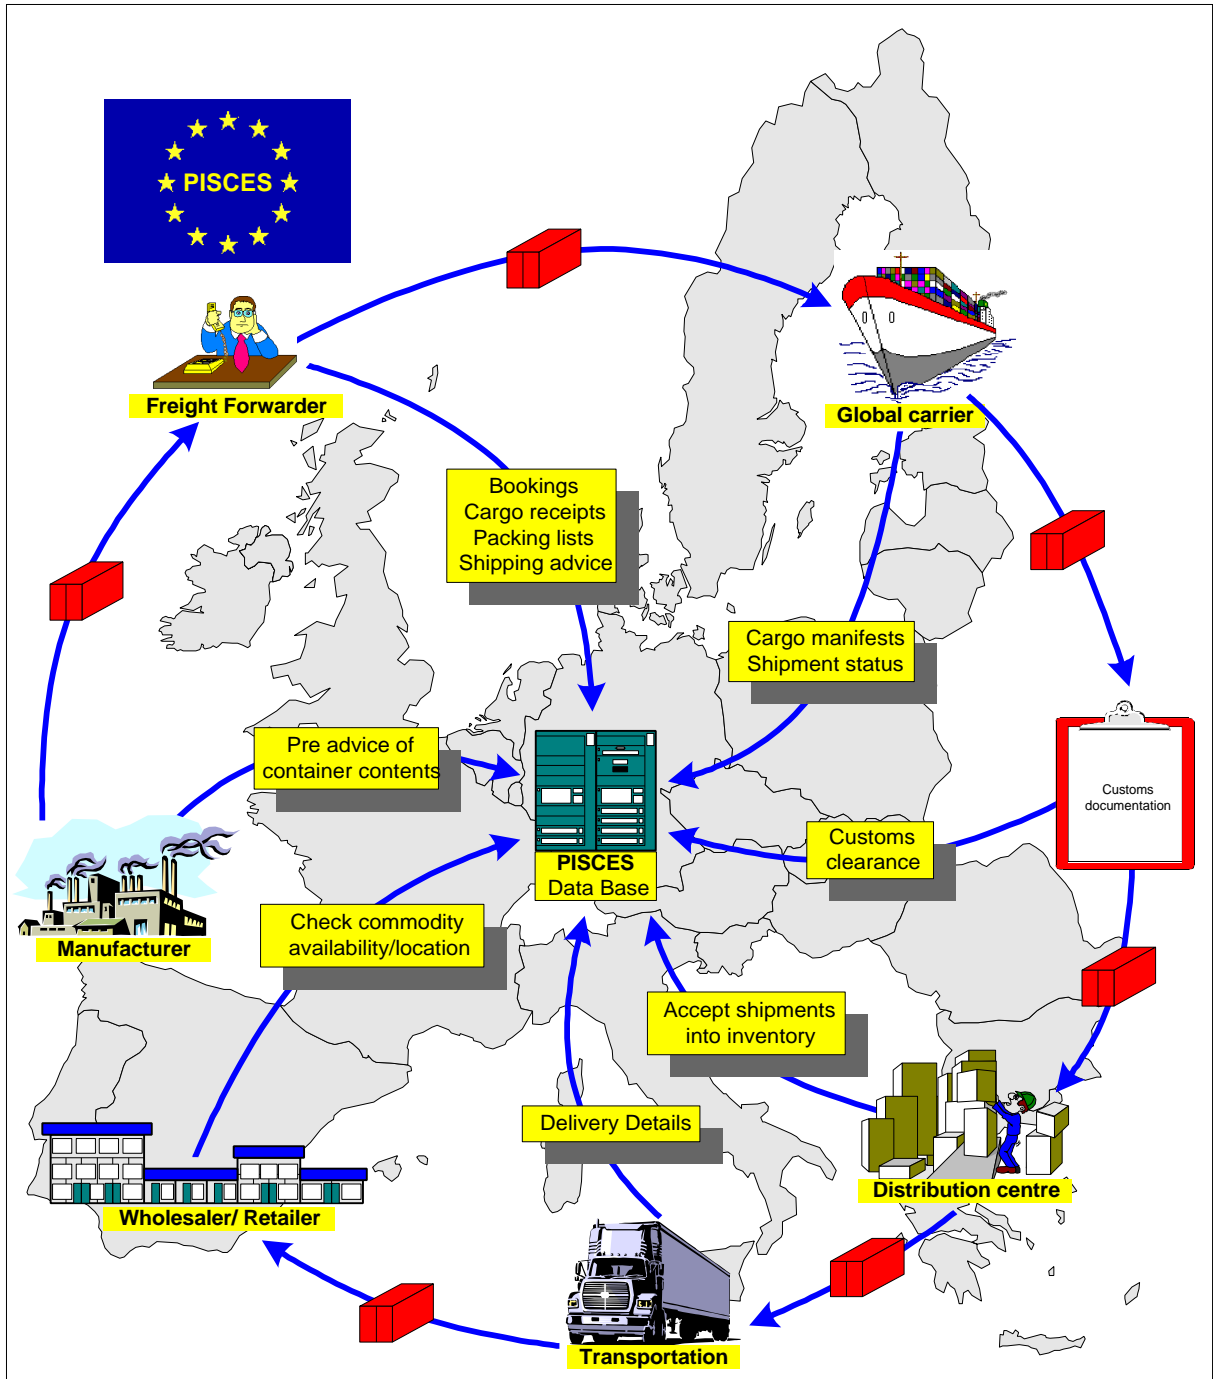 PISCES
Freight Forwarder
Global carrier
Bookings
Cargo receipts
Packing lists
Shipping advice
Cargo manifests
Shipment status
Pre advice of
container contents
Customs
documentation
Customs
clearance
PISCES
Data Base
Manufacturer
Check commodity
availability/location
Accept shipments
into inventory
Delivery Details
Distribution centre
Wholesaler/ Retailer
Transportation